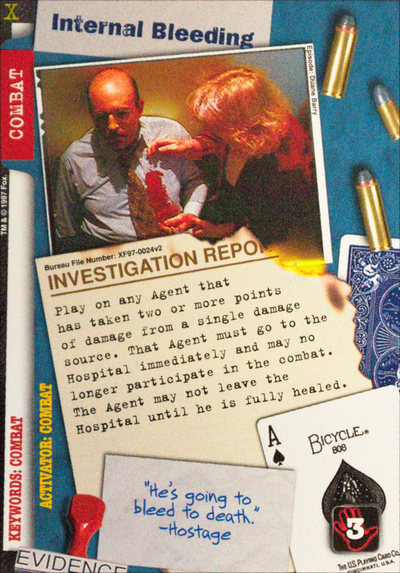 X
Internal Bleeding
COMBAT
Episode: Duane Barry
TM & © 1997 Fox.
Bureau File Number: XF97-0024v2
INVESTIGATION REPO
Play on any Agent that
has taken two or more points
of damage from a single damage
source. That Agent must go to the
Hospital immediately and may no
longer participate in the combat.
The Agent may not leave the
Hospital until he is fully healed.
KEYWORDS: COMBAT
ACTIVATOR: COMBAT
"He's going to
bleed to death."
-Hostage
A
BICYCLE®
808
3
THE U.S. PLAYING CARD CO.
CINCINNATI, U.S.A.
EVIDENCE